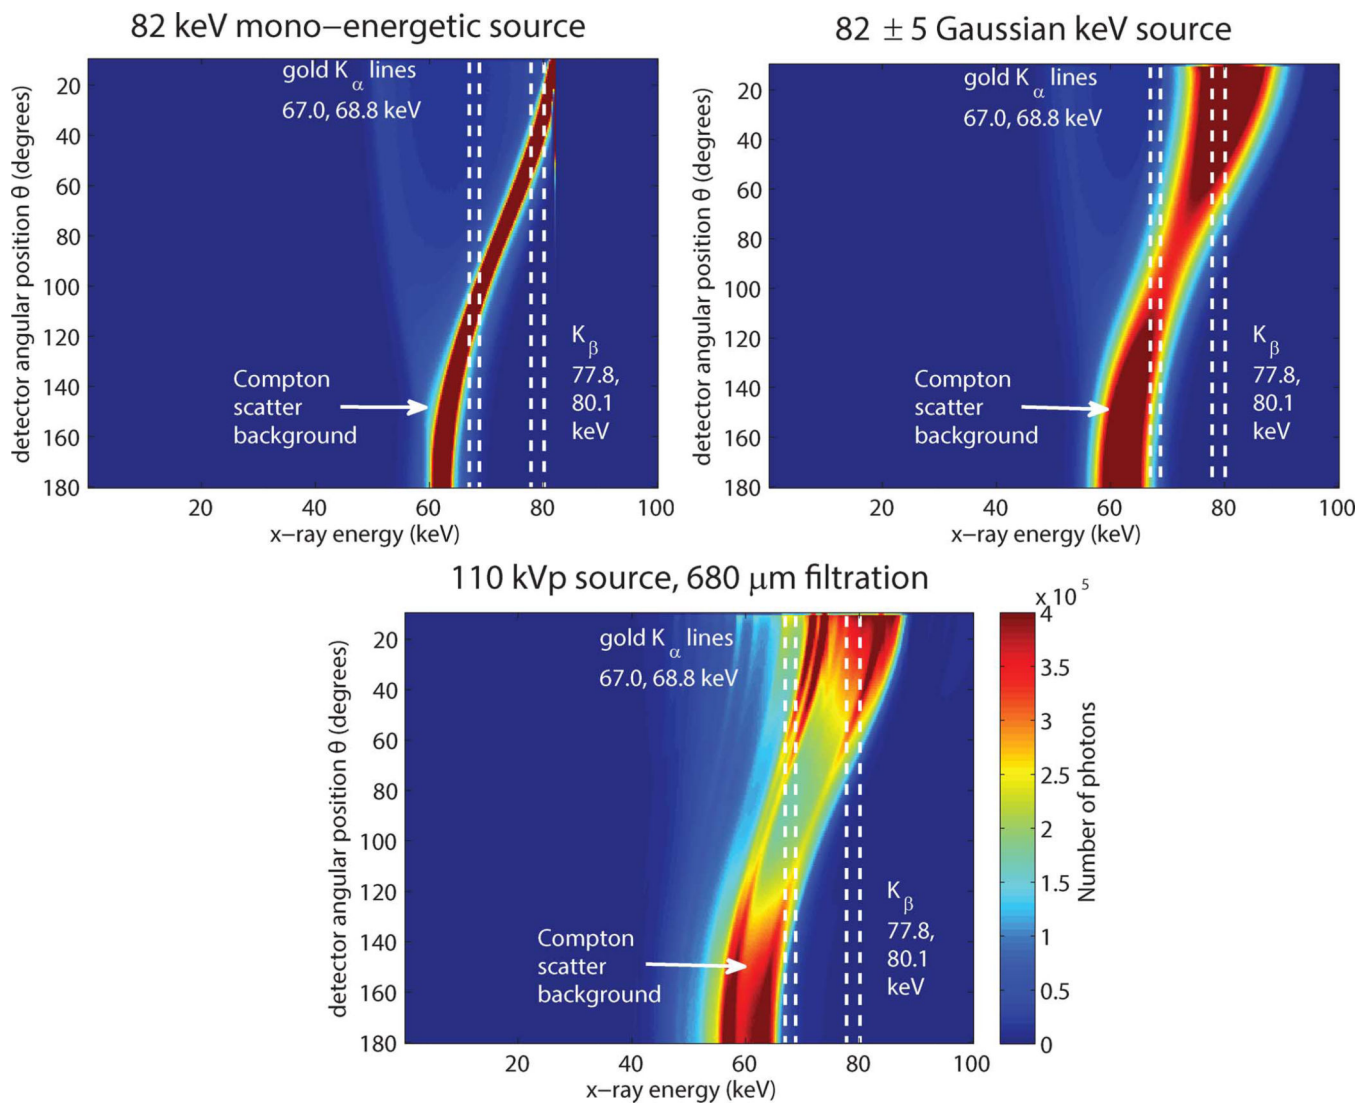 82 keV mono−energetic source
gold K α lines
67.0, 68.8 keV
K β
77.8,
80.1
keV
Compton
scatter
background
detector angular position θ (degrees)
20
40
60
80
100
120
140
160
180
20
40
60
80
100
x−ray energy (keV)
82 ± 5 Gaussian keV source
gold K α lines
67.0, 68.8 keV
K β
77.8,
80.1
keV
Compton
scatter
background
detector angular position θ (degrees)
20
40
60
80
100
120
140
160
180
20
40
60
80
100
x−ray energy (keV)
110 kVp source, 680 μm filtration
gold K α lines
67.0, 68.8 keV
K β
77.8,
80.1
keV
Compton
scatter
background
detector angular position θ (degrees)
20
40
60
80
100
120
140
160
180
20
40
60
80
100
x−ray energy (keV)
x 10 5
4
3.5
3
2.5
2
1.5
1
0.5
0
Number of photons